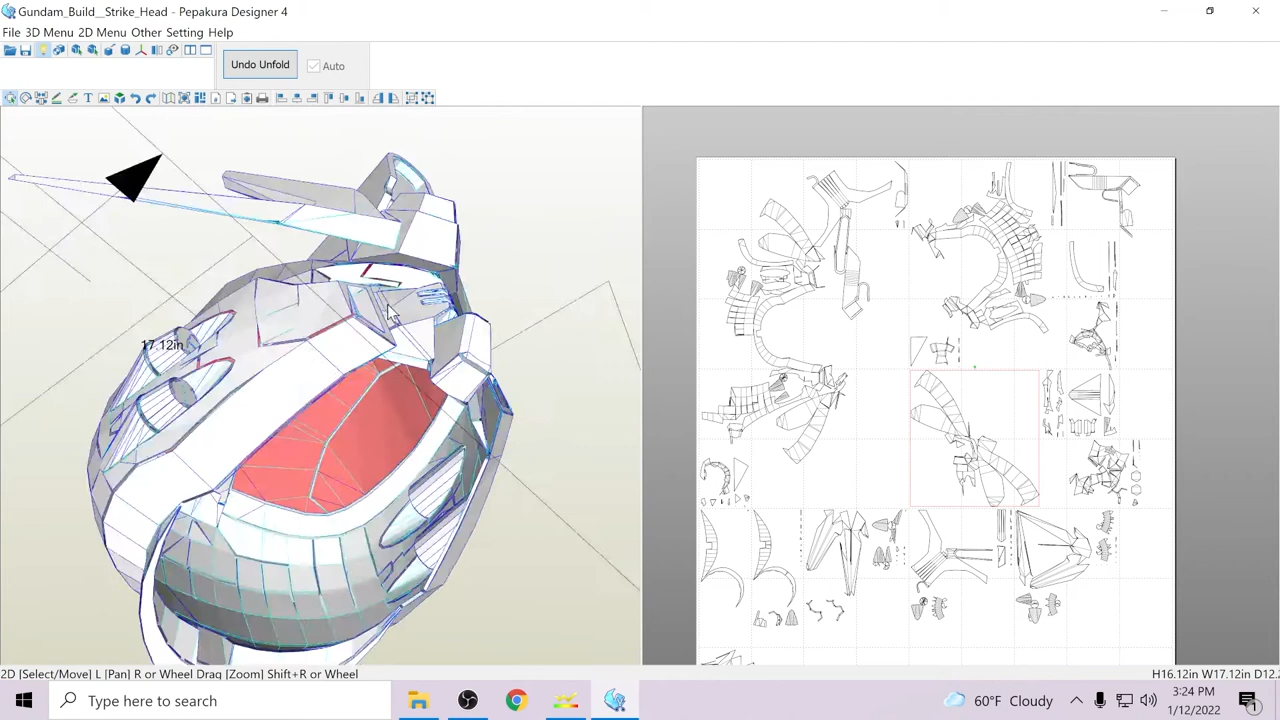 Gundam_Build__Strike_Head - Pepakura Designer 4
File 3D Menu 2D Menu Other Setting Help
Undo Unfold
Auto
17.12in
2D [Select/Move] L [Pan] R or Wheel Drag [Zoom] Shift+R or Wheel
H16.12in W17.12in D12.
Type here to search
60°F Cloudy
3:24 PM
1/12/2022
1